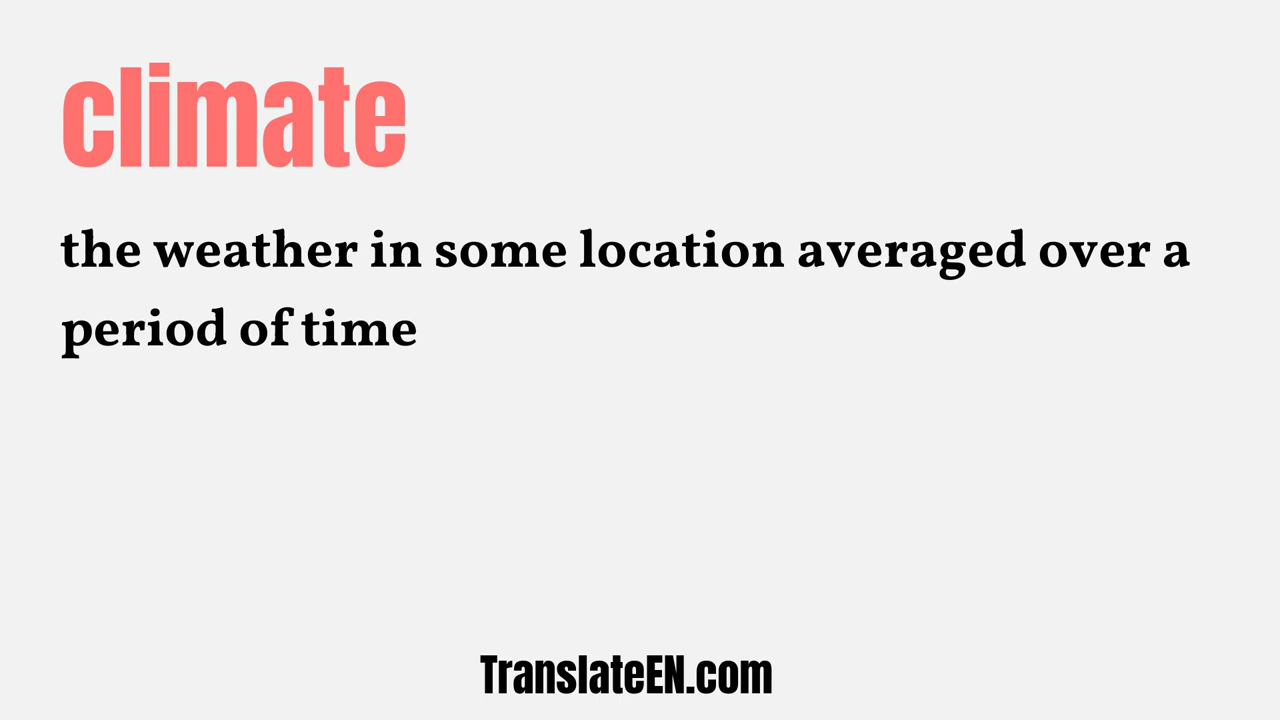 climate
the weather in some location averaged over a
period of time
TranslateEN.com